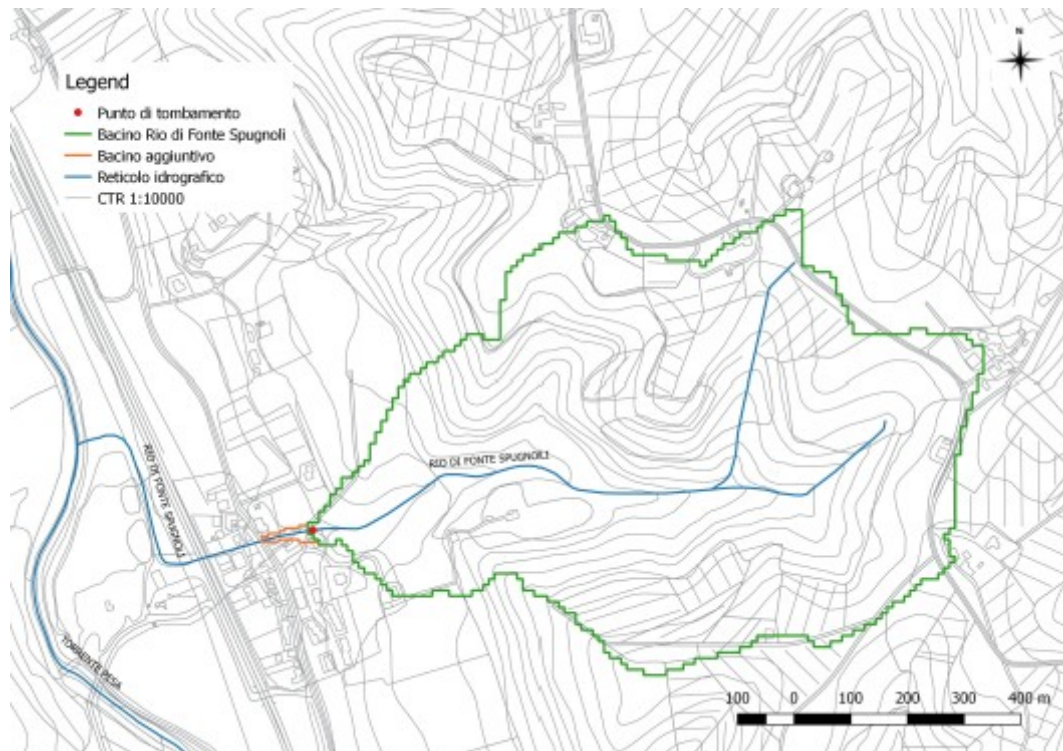 N
Legend
Punto di tombamento
Bacino Rio di Fonte Spugnoli
Bacino aggiuntivo
Reticolo idrografico
CTR 1:10000
RIO DI FONTE SPUGNOLI
RIO DI FONTE SPUGNOLI
TORRENTE PESA
100 0 100 200 300 400 m